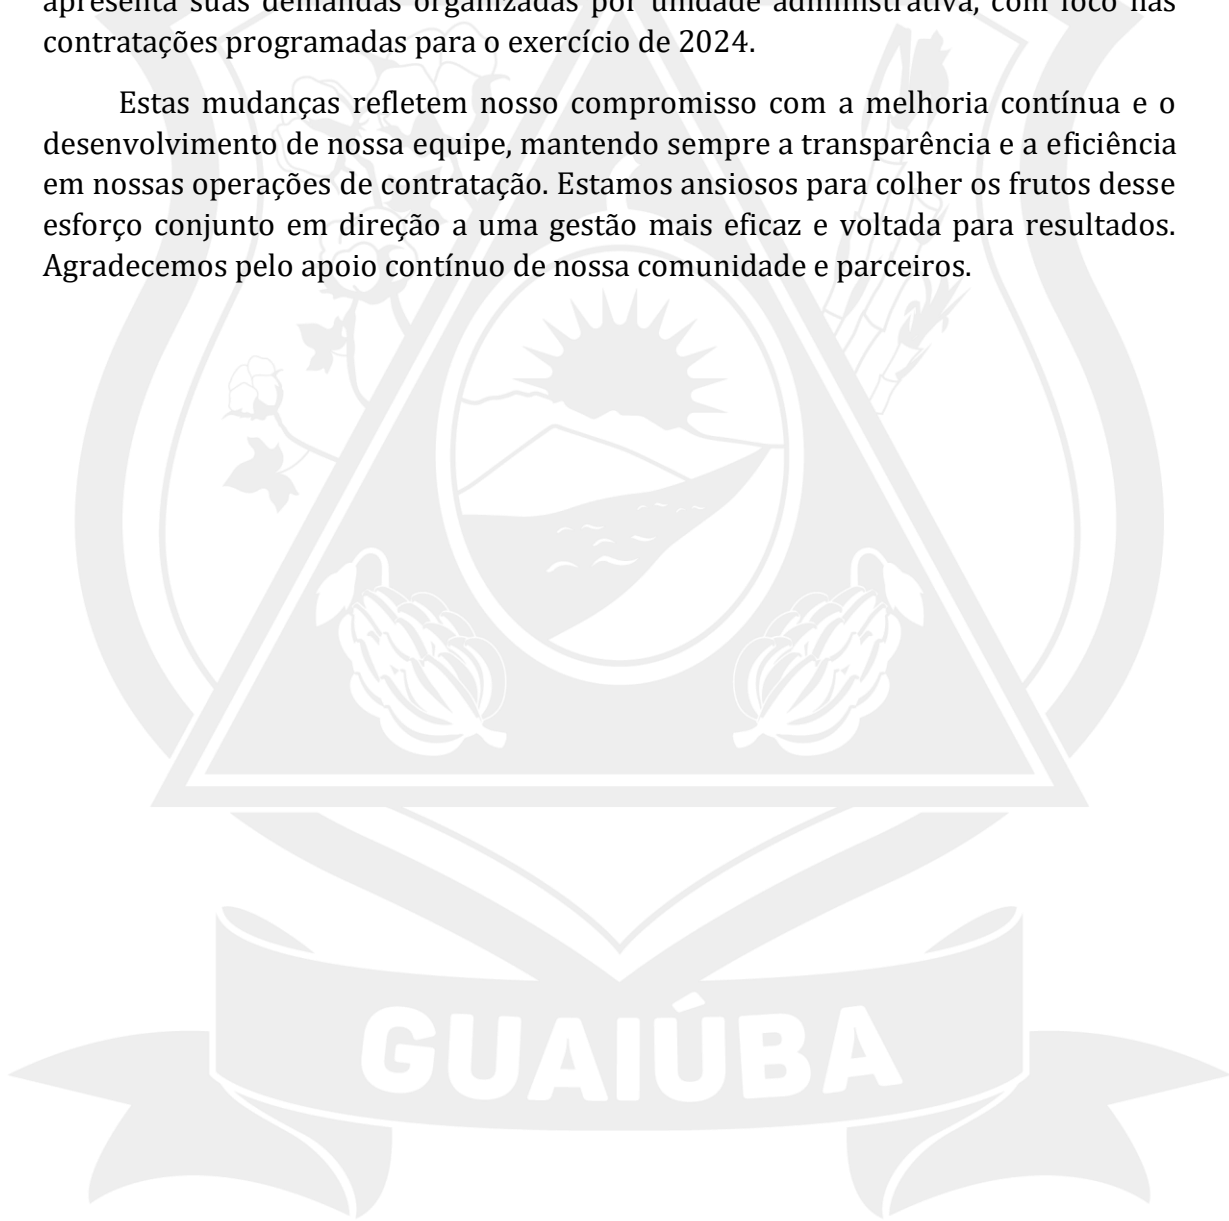 apresenta suas demandas organizadas por unidade administrativa, com foco nas
contratações programadas para o exercício de 2024.
Estas mudanças refletem nosso compromisso com a melhoria contínua e o
desenvolvimento de nossa equipe, mantendo sempre a transparência e a eficiência
em nossas operações de contratação. Estamos ansiosos para colher os frutos desse
esforço conjunto em direção a uma gestão mais eficaz e voltada para resultados.
Agradecemos pelo apoio contínuo de nossa comunidade e parceiros.
GUAIÚBA